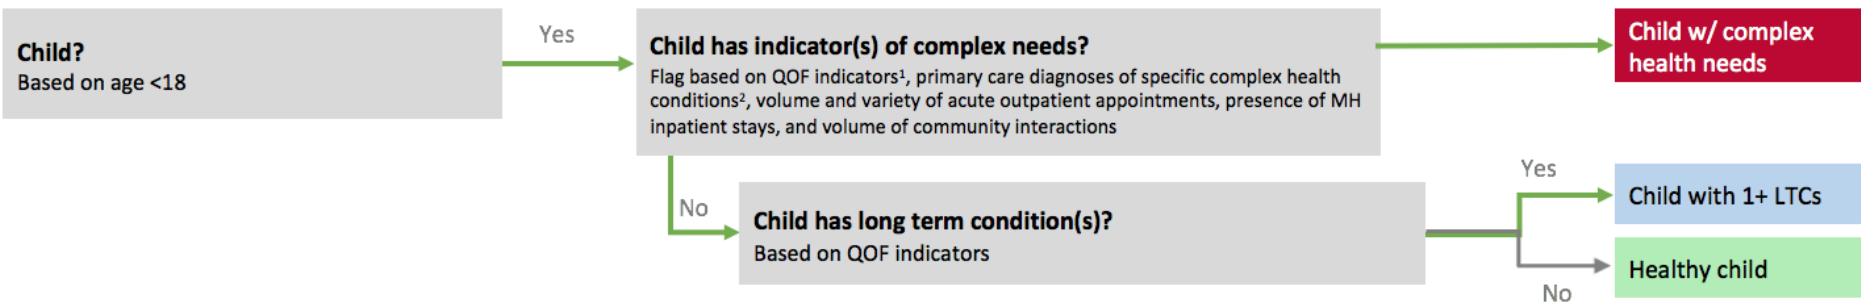 Child?
Based on age <18
Yes
Child has indicator(s) of complex needs?
Flag based on QOF indicators¹, primary care diagnoses of specific complex health
conditions², volume and variety of acute outpatient appointments, presence of MH
inpatient stays, and volume of community interactions
Child w/ complex
health needs
No
Child has long term condition(s)?
Based on QOF indicators
Yes
Child with 1+ LTCs
No
Healthy child